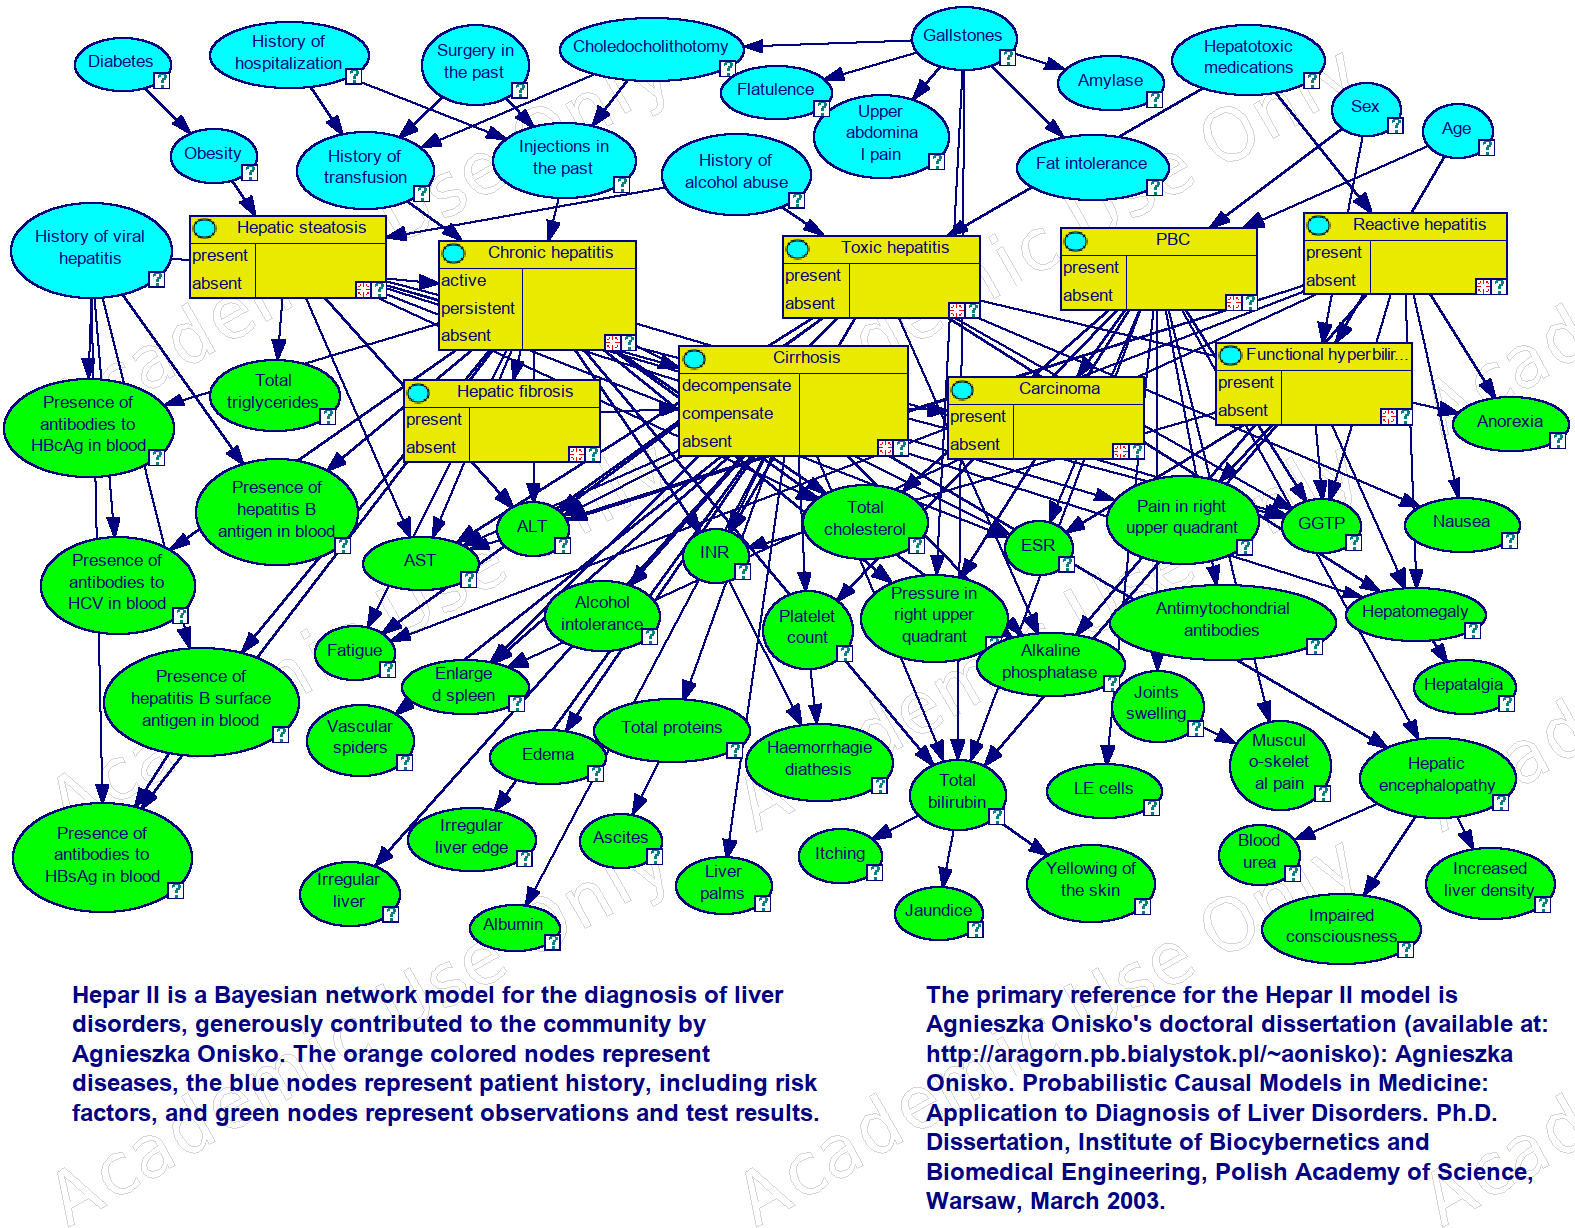 Diabetes
History of
hospitalization
Surgery in
the past
Choledocholithotomy
Gallstones
Hepatotoxic
medications
Flatulence
Amylase
Sex
Age
Upper
abdomina
l pain
Obesity
History of
transfusion
Injections in
the past
History of
alcohol abuse
Fat intolerance
History of viral
hepatitis
Hepatic steatosis
present
absent
Chronic hepatitis
active
persistent
absent
Toxic hepatitis
present
absent
PBC
present
absent
Reactive hepatitis
present
absent
Hepatic fibrosis
present
absent
Cirrhosis
decompensate
compensate
absent
Carcinoma
present
absent
Functional hyperbilir...
present
absent
Total
triglycerides
Presence of
antibodies to
HBcAg in blood
Anorexia
Presence of
hepatitis B
antigen in blood
ALT
AST
INR
Total
cholesterol
ESR
Pain in right
upper quadrant
GGTP
Nausea
Presence of
antibodies to
HCV in blood
Alcohol
intolerance
Platelet
count
Pressure in
right upper
quadrant
Antimytochondrial
antibodies
Hepatomegaly
Fatigue
Enlarge
d spleen
Alkaline
phosphatase
Presence of
hepatitis B surface
antigen in blood
Joints
swelling
Hepatalgia
Vascular
spiders
Edema
Total proteins
Haemorrhagie
diathesis
Total
bilirubin
LE cells
Muscul
o-skelet
al pain
Hepatic
encephalopathy
Presence of
antibodies to
HBsAg in blood
Irregular
liver edge
Ascites
Itching
Blood
urea
Irregular
liver
Albumin
Liver
palms
Jaundice
Yellowing of
the skin
Increased
liver density
Impaired
consciousness
Hepar II is a Bayesian network model for the diagnosis of liver
disorders, generously contributed to the community by
Agnieszka Onisko. The orange colored nodes represent
diseases, the blue nodes represent patient history, including risk
factors, and green nodes represent observations and test results.
The primary reference for the Hepar II model is
Agnieszka Onisko's doctoral dissertation (available at:
http://aragorn.pb.bialystok.pl/~aonisko): Agnieszka
Onisko. Probabilistic Causal Models in Medicine:
Application to Diagnosis of Liver Disorders. Ph.D.
Dissertation, Institute of Biocybernetics and
Biomedical Engineering, Polish Academy of Science,
Warsaw, March 2003.
Academic Use Only
Academic Use Only
Academic Use Only
Academic Use Only